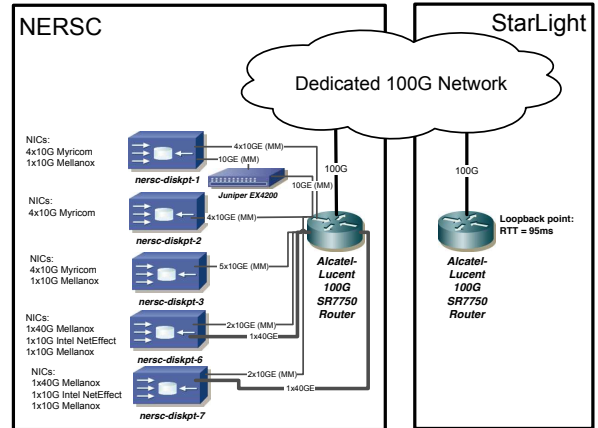 NERSC
StarLight
Dedicated 100G Network
NICs:
4x10G Myricom
1x10G Mellanox
4x10GE (MM)
10GE (MM)
nersc-diskpt-1
Juniper EX4200
10GE (MM)
100G
100G
NICs:
4x10G Myricom
4x10GE (MM)
nersc-diskpt-2
Loopback point:
RTT = 95ms
NICs:
4x10G Myricom
1x10G Mellanox
5x10GE (MM)
nersc-diskpt-3
Alcatel-
Lucent
100G
SR7750
Router
Alcatel-
Lucent
100G
SR7750
Router
NICs:
1x40G Mellanox
1x10G Intel NetEffect
1x10G Mellanox
2x10GE (MM)
1x40GE
nersc-diskpt-6
NICs:
1x40G Mellanox
1x10G Intel NetEffect
1x10G Mellanox
2x10GE (MM)
1x40GE
nersc-diskpt-7